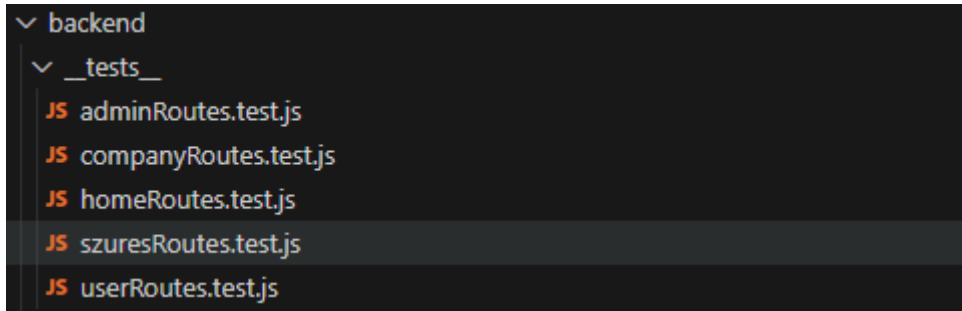 backend
__tests__
JS adminRoutes.test.js
JS companyRoutes.test.js
JS homeRoutes.test.js
JS szuresRoutes.test.js
JS userRoutes.test.js